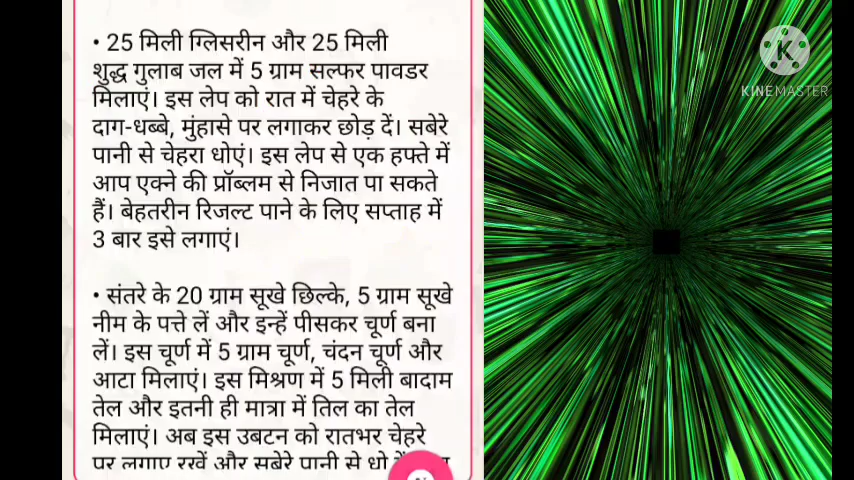 • 25 मिली ग्लिसरीन और 25 मिली
शुद्ध गुलाब जल में 5 ग्राम सल्फर पावडर
मिलाएं। इस लेप को रात में चेहरे के
दाग-धब्बे, मुंहासे पर लगाकर छोड़ दें। सबेरे
पानी से चेहरा धोएं। इस लेप से एक हफ्ते में
आप एक्ने की प्रॉब्लम से निजात पा सकते
हैं। बेहतरीन रिजल्ट पाने के लिए सप्ताह में
3 बार इसे लगाएं।
• संतरे के 20 ग्राम सूखे छिल्के, 5 ग्राम सूखे
नीम के पत्ते लें और इन्हें पीसकर चूर्ण बना
लें। इस चूर्ण में 5 ग्राम चूर्ण, चंदन चूर्ण और
आटा मिलाएं। इस मिश्रण में 5 मिली बादाम
तेल और इतनी ही मात्रा में तिल का तेल
मिलाएं। अब इस उबटन को रातभर चेहरे
पर लगाए रखें और सबेरे पानी से धो
K
KINEMASTER